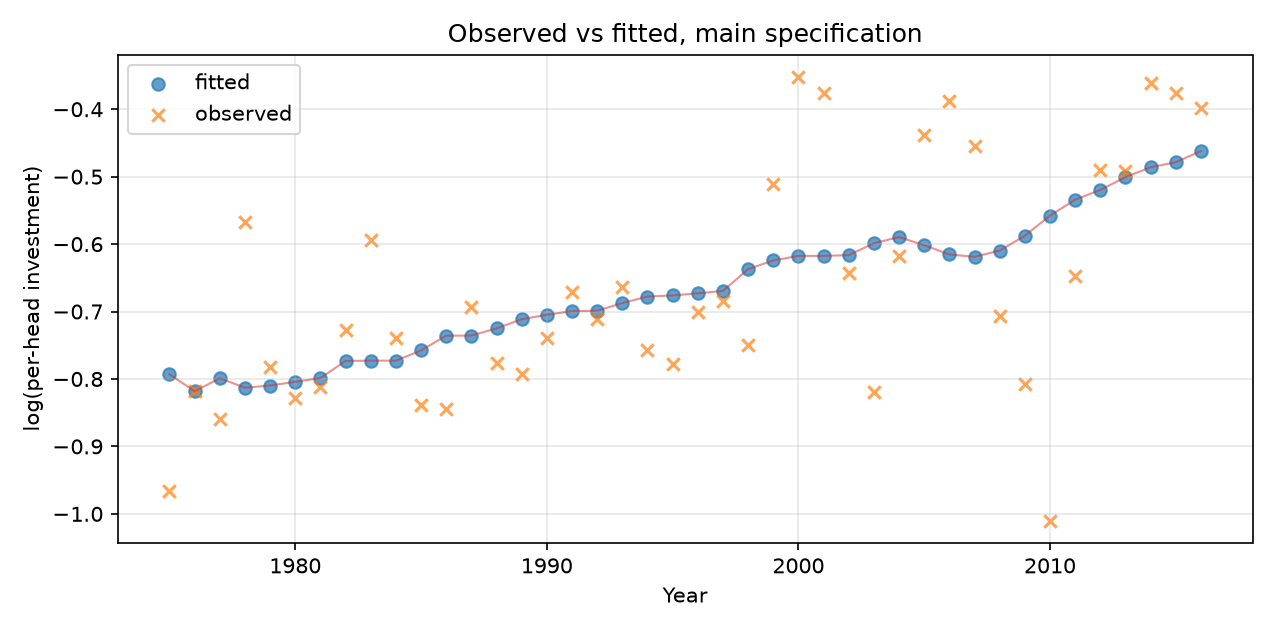 Observed vs fitted, main specification
fitted
observed
log(per-head investment)
−0.4
−0.5
−0.6
−0.7
−0.8
−0.9
−1.0
1980
1990
2000
2010
Year